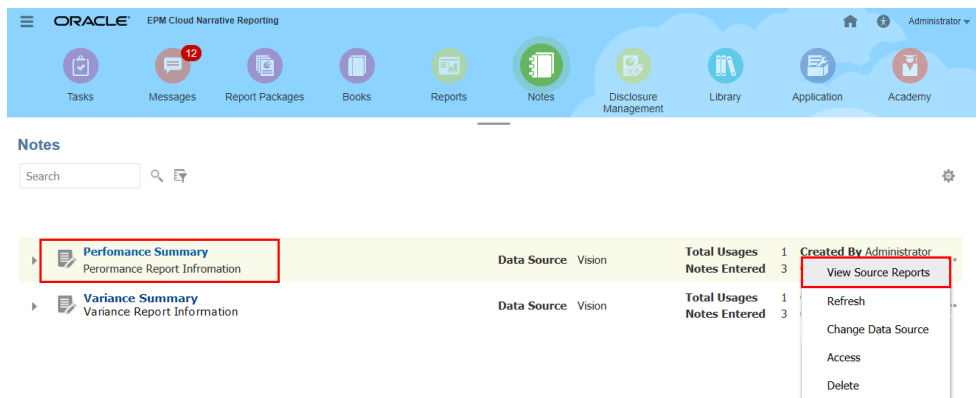 ORACLE® EPM Cloud Narrative Reporting Administrator
12
Tasks Messages Report Packages Books Reports Notes Disclosure Management Library Application Academy
Notes
Search
Perfomance Summary Total Usages 1 Created By Administrator
Perormance Report Infromation Data Source Vision Notes Entered 3
View Source Reports
Variance Summary Total Usages 1
Variance Report Information Data Source Vision Notes Entered 3
Refresh
Change Data Source
Access
Delete